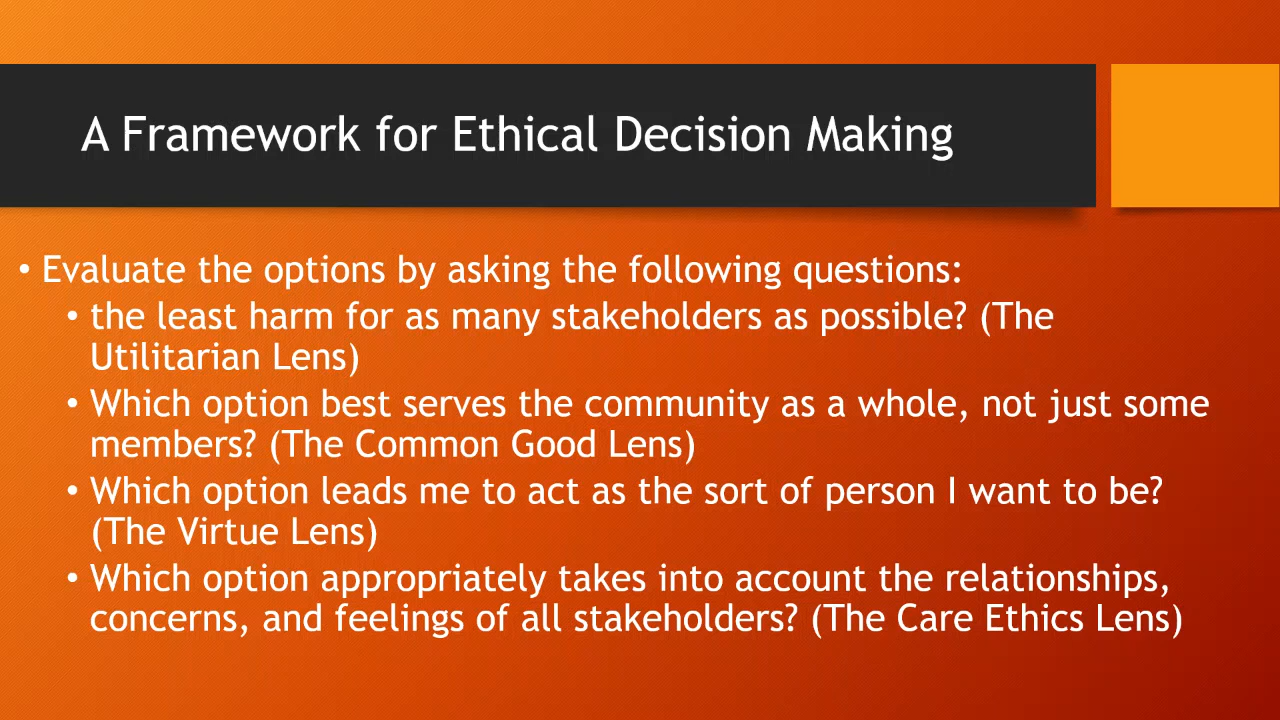 A Framework for Ethical Decision Making
• Evaluate the options by asking the following questions:
• the least harm for as many stakeholders as possible? (The
Utilitarian Lens)
• Which option best serves the community as a whole, not just some
members? (The Common Good Lens)
• Which option leads me to act as the sort of person I want to be?
(The Virtue Lens)
• Which option appropriately takes into account the relationships,
concerns, and feelings of all stakeholders? (The Care Ethics Lens)